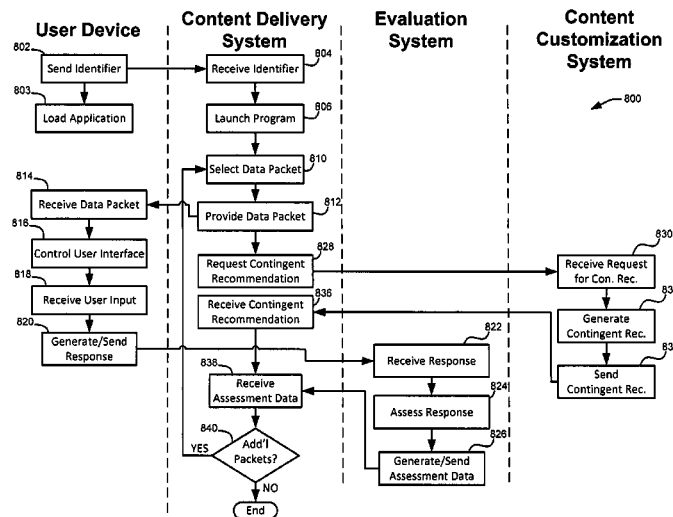 User Device
Content Delivery
System
Evaluation
System
Content
Customization
System
800
802
Send Identifier
803
Load Application
804
Receive Identifier
806
Launch Program
810
Select Data Packet
812
Provide Data Packet
814
Receive Data Packet
816
Control User Interface
818
Receive User Input
820
Generate/Send
Response
828
Request Contingent
Recommendation
836
Receive Contingent
Recommendation
830
Receive Request
for Con. Rec.
83
Generate
Contingent Rec.
83
Send
Contingent Rec.
822
Receive Response
824
Assess Response
826
Generate/Send
Assessment Data
838
Receive
Assessment Data
840
Add'l
Packets?
YES
NO
End